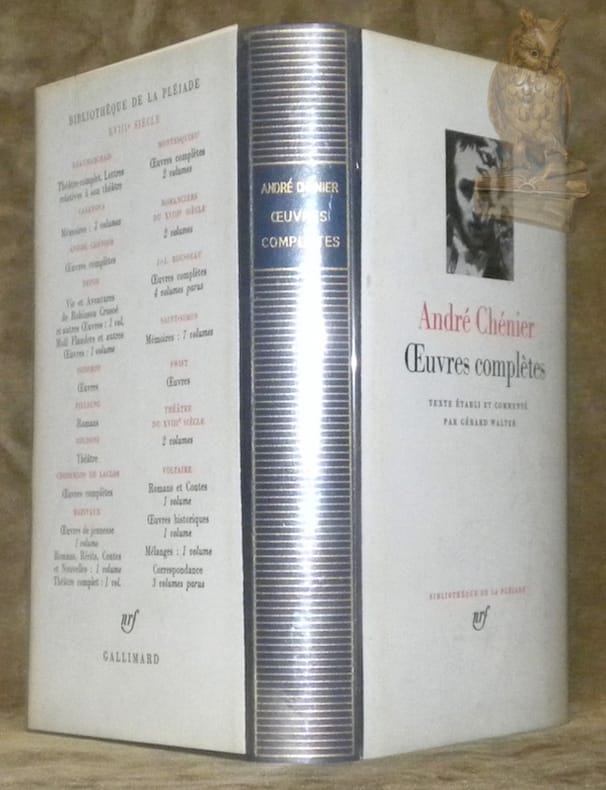 BIBLIOTHÈQUE DE LA PLÉIADE
XVIIIe SIÈCLE
BEAUMARCHAIS
Théâtre complet, Lettres
relatives à son théâtre
CASANOVA
Mémoires : 3 volumes
ANDRÉ CHÉNIER
Œuvres complètes
DEFOE
Vie et Aventures
de Robinson Crusoé
et autres Œuvres : 1 vol.
Moll Flanders et autres
Œuvres : 1 volume
DIDEROT
Œuvres
FIELDING
Romans
GOLDONI
Théâtre
CHODERLOS DE LACLOS
Œuvres complètes
MARIVAUX
Œuvres de jeunesse
1 volume
Romans, Récits, Contes
et Nouvelles : 1 volume
Théâtre complet : 1 vol.
MONTESQUIEU
Œuvres complètes
2 volumes
ROMANCIERS
DU XVIIIe SIÈCLE
2 volumes
J.-J. ROUSSEAU
Œuvres complètes
4 volumes parus
SAINT-SIMON
Mémoires : 7 volumes
SWIFT
Œuvres
THÉÂTRE
DU XVIIIe SIÈCLE
2 volumes
VOLTAIRE
Romans et Contes
1 volume
Œuvres historiques
1 volume
Mélanges : 1 volume
Correspondance
3 volumes parus
nrf
GALLIMARD
ANDRÉ CHÉNIER
ŒUVRES
COMPLÈTES
André Chénier
Œuvres complètes
TEXTE ÉTABLI ET COMMENTÉ
PAR GÉRARD WALTER
BIBLIOTHÈQUE DE LA PLÉIADE
nrf